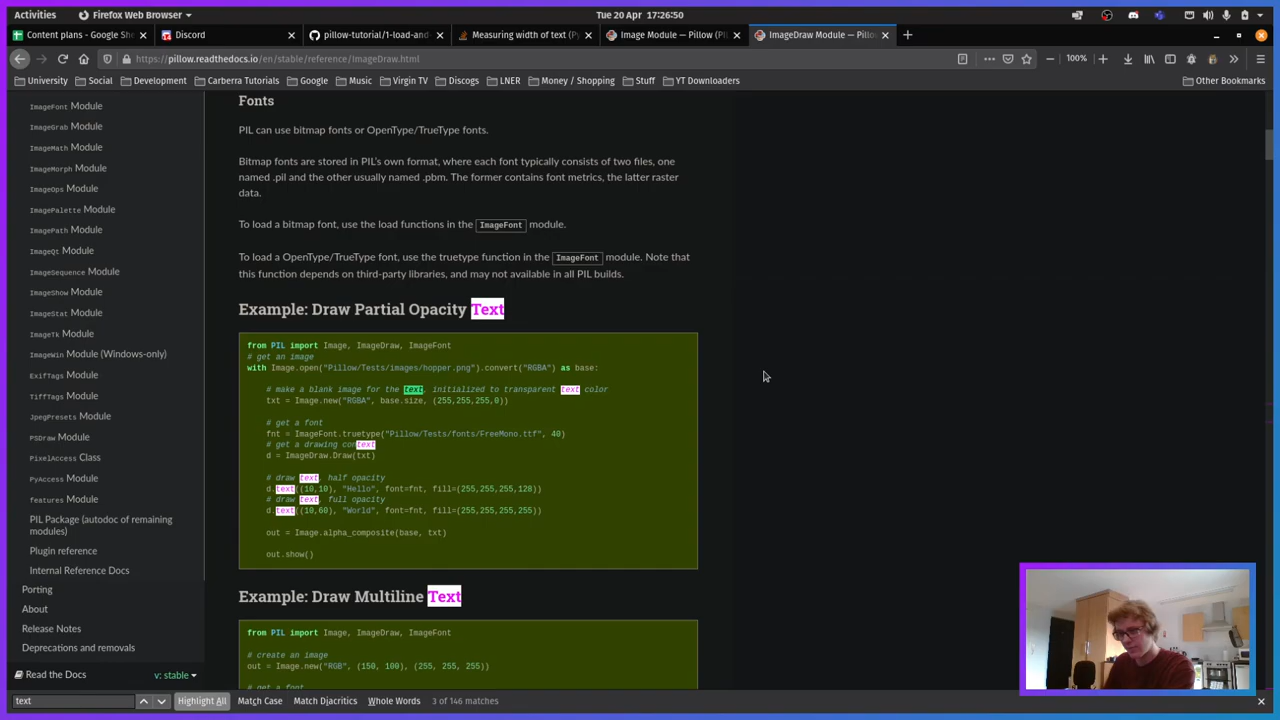 Activities
Firefox Web Browser
Tue 20 Apr 17:26:50
Content plans - Google She
Discord
pillow-tutorial/1-load-and-
Measuring width of text (Py
Image Module — Pillow (P
ImageDraw Module — Pillo
https://pillow.readthedocs.io/en/stable/reference/ImageDraw.html
100%
University
Social
Development
Carberra Tutorials
Google
Music
Virgin TV
Discogs
LNER
Money / Shopping
Stuff
YT Downloaders
Other Bookmarks
ImageFont Module
ImageGrab Module
ImageMath Module
ImageMorph Module
ImageOps Module
ImagePalette Module
ImagePath Module
ImageQt Module
ImageSequence Module
ImageShow Module
ImageStat Module
ImageTk Module
ImageWin Module (Windows-only)
ExifTags Module
TiffTags Module
JpegPresets Module
PSDraw Module
PixelAccess Class
PyAccess Module
features Module
PIL Package (autodoc of remaining
modules)
Plugin reference
Internal Reference Docs
Porting
About
Release Notes
Deprecations and removals
Read the Docs
v: stable
Fonts
PIL can use bitmap fonts or OpenType/TrueType fonts.
Bitmap fonts are stored in PIL's own format, where each font typically consists of two files, one
named .pil and the other usually named .pbm. The former contains font metrics, the latter raster
data.
To load a bitmap font, use the load functions in the ImageFont module.
To load a OpenType/TrueType font, use the truetype function in the ImageFont module. Note that
this function depends on third-party libraries, and may not available in all PIL builds.
Example: Draw Partial Opacity Text
from PIL import Image, ImageDraw, ImageFont
# get an image
with Image.open("Pillow/Tests/images/hopper.png").convert("RGBA") as base:
# make a blank image for the text, initialized to transparent text color
txt = Image.new("RGBA", base.size, (255,255,255,0))
# get a font
fnt = ImageFont.truetype("Pillow/Tests/fonts/FreeMono.ttf", 40)
# get a drawing context
d = ImageDraw.Draw(txt)
# draw text, half opacity
d.text((10,10), "Hello", font=fnt, fill=(255,255,255,128))
# draw text, full opacity
d.text((10,60), "World", font=fnt, fill=(255,255,255,255))
out = Image.alpha_composite(base, txt)
out.show()
Example: Draw Multiline Text
from PIL import Image, ImageDraw, ImageFont
# create an image
out = Image.new("RGB", (150, 100), (255, 255, 255))
# get a font
text
Highlight All
Match Case
Match Diacritics
Whole Words
3 of 146 matches